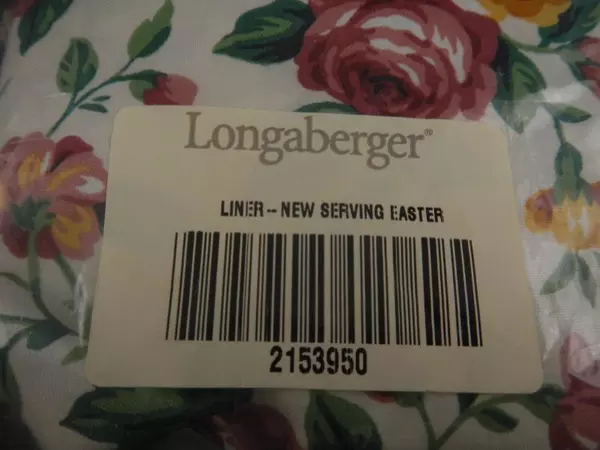 Longaberger®
LINER -- NEW SERVING EASTER
2153950